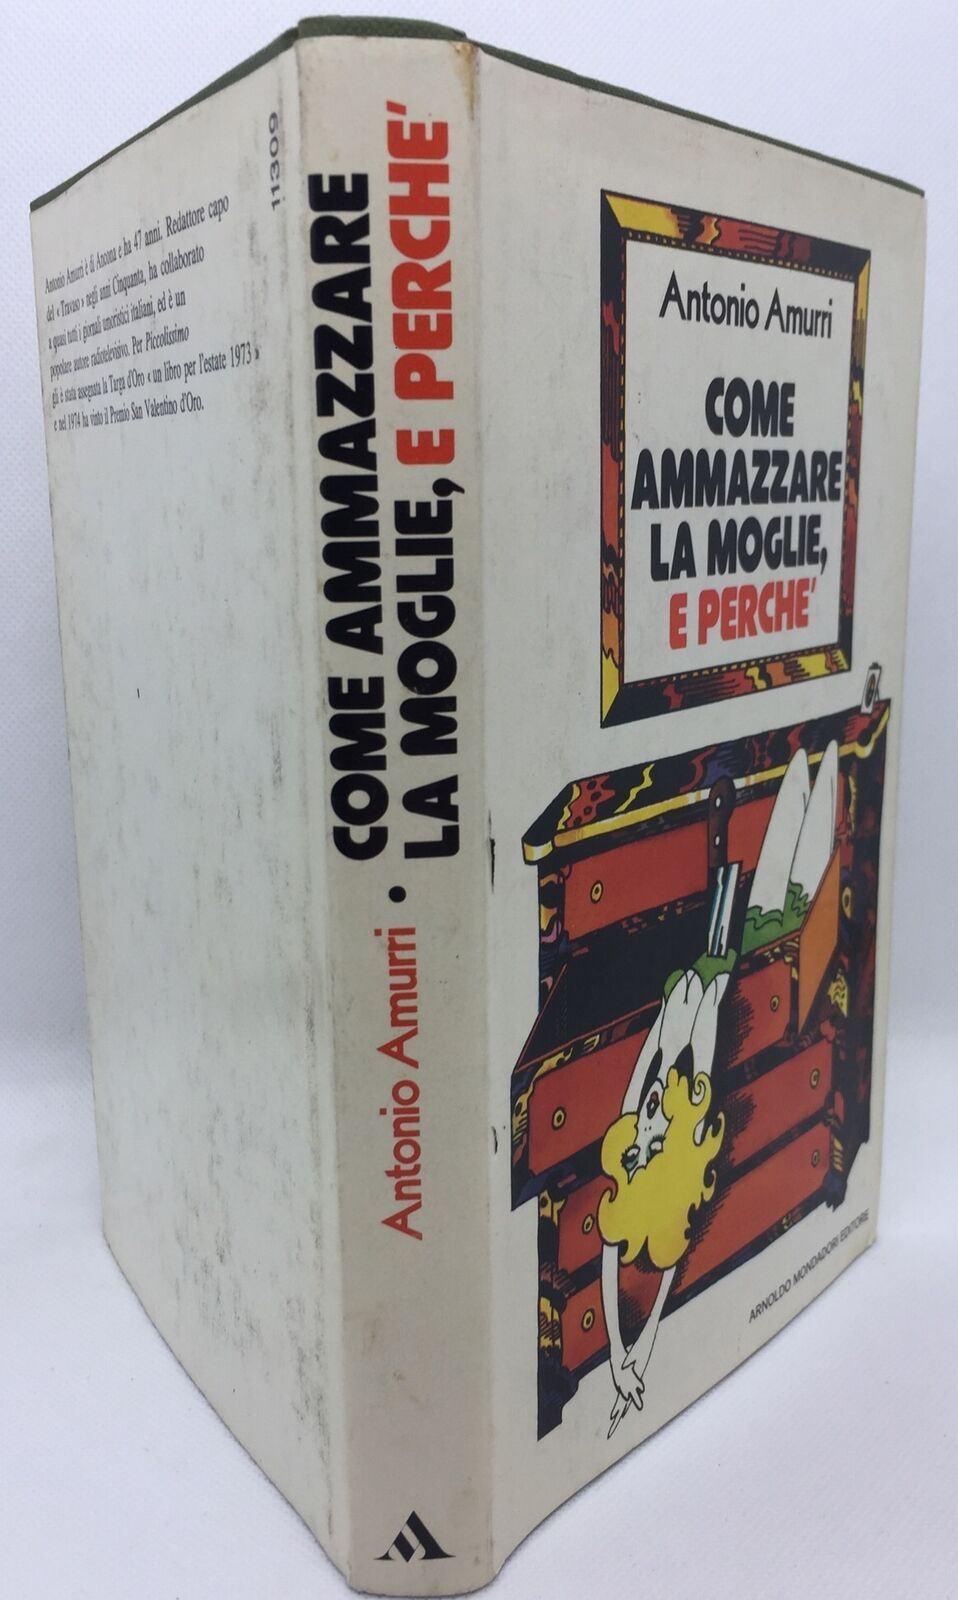 11309
Antonio Amurri è di Ancona e ha 47 anni. Redattore capo
del «Travaso» negli anni Cinquanta, ha collaborato
a quasi tutti i giornali umoristici italiani, ed è un
popolare autore radiotelevisivo. Per Piccolissimo
gli è stata assegnata la Targa d'Oro «un libro per l'estate 1973»
e nel 1974 ha vinto il Premio San Valentino d'Oro.
Antonio Amurri • COME AMMAZZARE
LA MOGLIE, E PERCHE'
Antonio Amurri
COME
AMMAZZARE
LA MOGLIE,
E PERCHE'
ARNOLDO MONDADORI EDITORE